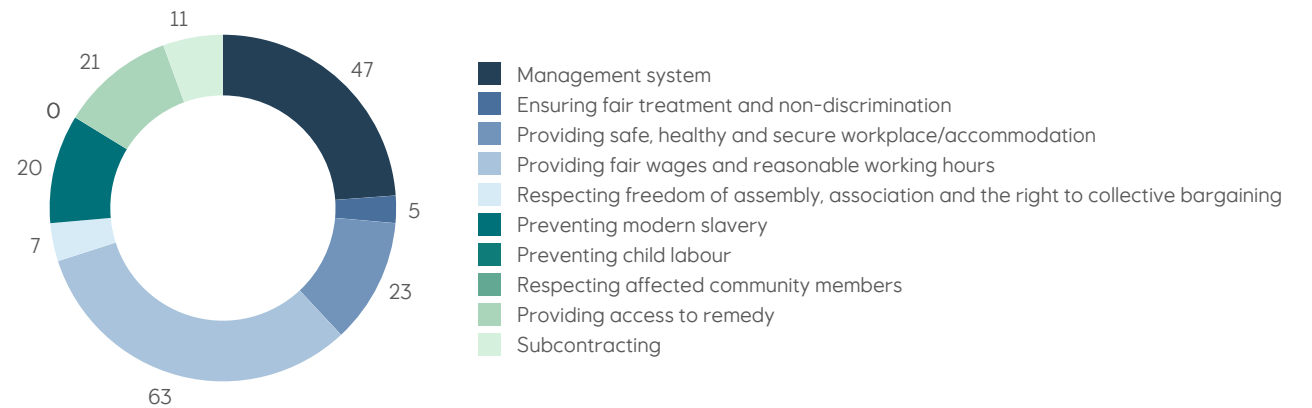 11
21
47
0
20
5
7
23
63
Management system
Ensuring fair treatment and non-discrimination
Providing safe, healthy and secure workplace/accommodation
Providing fair wages and reasonable working hours
Respecting freedom of assembly, association and the right to collective bargaining
Preventing modern slavery
Preventing child labour
Respecting affected community members
Providing access to remedy
Subcontracting